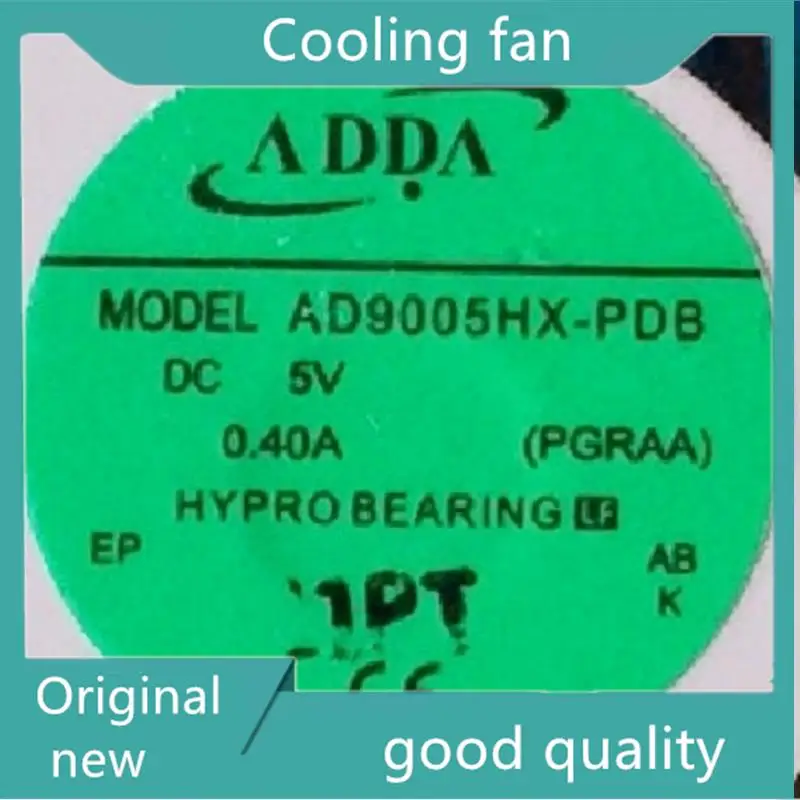 Cooling fan
ADDA
MODEL AD9005HX-PDB
DC 5V
0.40A (PGRAA)
HYPRO BEARING LF
EP AB
K
Original
new
good quality